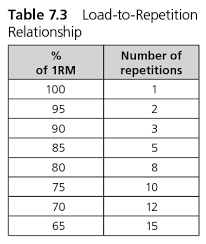 Table 7.3 Load-to-Repetition
Relationship
% Number of
of 1RM repetitions
100 1
95 2
90 3
85 5
80 8
75 10
70 12
65 15